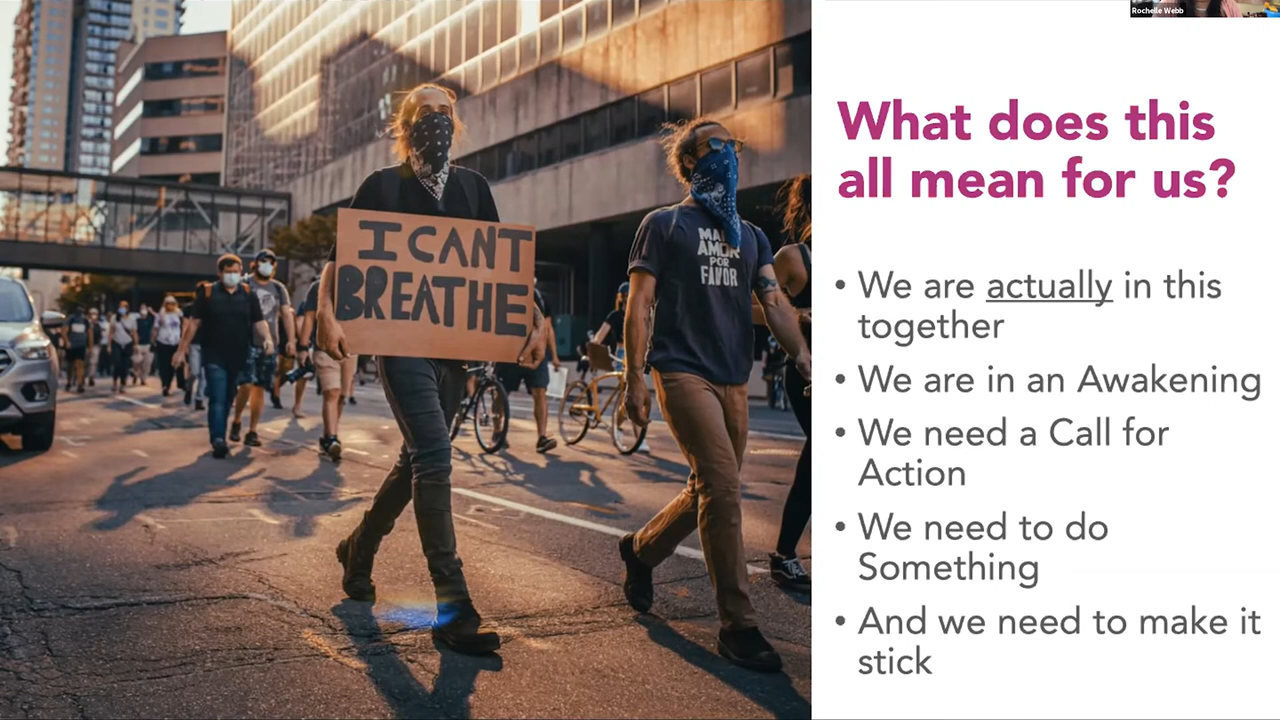 Rochelle Webb
I CANT
BREATHE
AMOR
POR
FAVOR
What does this
all mean for us?
• We are actually in this
together
• We are in an Awakening
• We need a Call for
Action
• We need to do
Something
• And we need to make it
stick